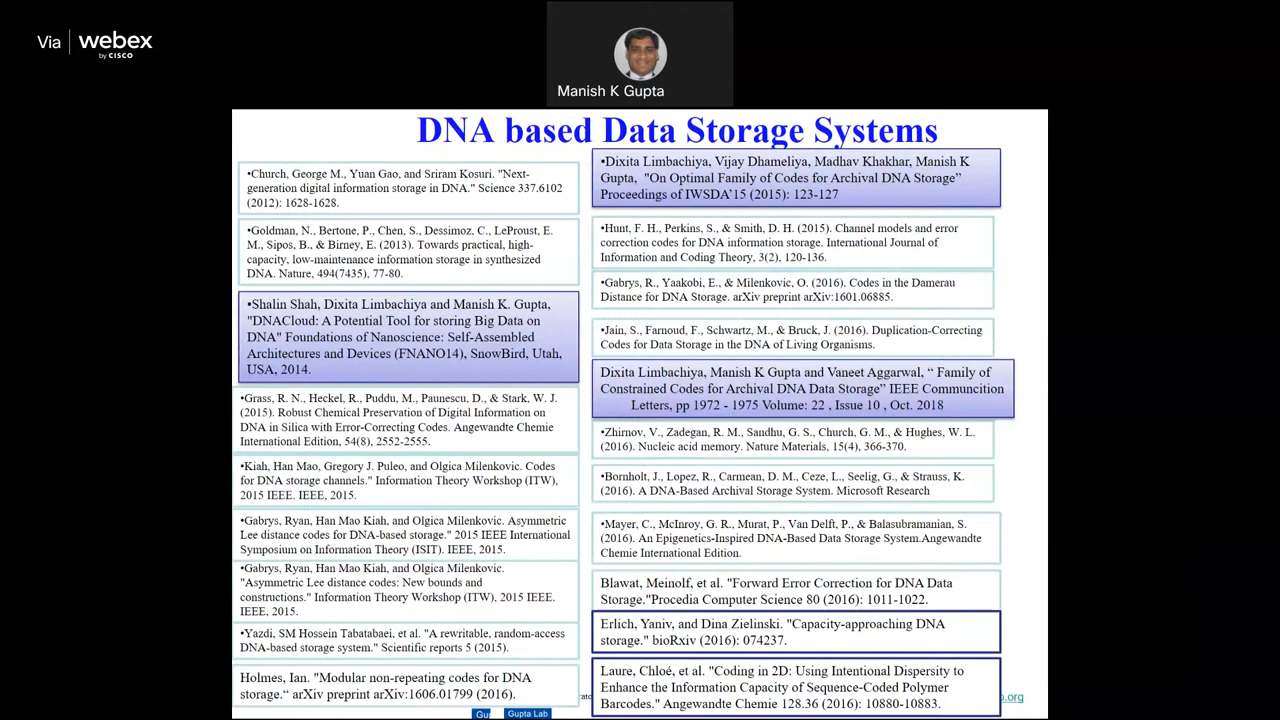 Via
webex
by CISCO
Manish K Gupta
DNA based Data Storage Systems
•Church, George M., Yuan Gao, and Sriram Kosuri. "Next-
generation digital information storage in DNA." Science 337.6102
(2012): 1628-1628.
•Goldman, N., Bertone, P., Chen, S., Dessimoz, C., LeProust, E.
M., Sipos, B., & Birney, E. (2013). Towards practical, high-
capacity, low-maintenance information storage in synthesized
DNA. Nature, 494(7435), 77-80.
•Shalin Shah, Dixita Limbachiya and Manish K. Gupta,
"DNACloud: A Potential Tool for storing Big Data on
DNA" Foundations of Nanoscience: Self-Assembled
Architectures and Devices (FNANO14), SnowBird, Utah,
USA, 2014.
•Grass, R. N., Heckel, R., Puddu, M., Paunescu, D., & Stark, W. J.
(2015). Robust Chemical Preservation of Digital Information on
DNA in Silica with Error-Correcting Codes. Angewandte Chemie
International Edition, 54(8), 2552-2555.
•Kiah, Han Mao, Gregory J. Puleo, and Olgica Milenkovic. Codes
for DNA storage channels." Information Theory Workshop (ITW),
2015 IEEE. IEEE, 2015.
•Gabrys, Ryan, Han Mao Kiah, and Olgica Milenkovic. Asymmetric
Lee distance codes for DNA-based storage." 2015 IEEE International
Symposium on Information Theory (ISIT). IEEE, 2015.
•Gabrys, Ryan, Han Mao Kiah, and Olgica Milenkovic.
"Asymmetric Lee distance codes: New bounds and
constructions." Information Theory Workshop (ITW), 2015 IEEE.
IEEE, 2015.
•Yazdi, SM Hossein Tabatabaei, et al. "A rewritable, random-access
DNA-based storage system." Scientific reports 5 (2015).
Holmes, Ian. "Modular non-repeating codes for DNA
storage.“ arXiv preprint arXiv:1606.01799 (2016).
•Dixita Limbachiya, Vijay Dhameliya, Madhav Khakhar, Manish K
Gupta, "On Optimal Family of Codes for Archival DNA Storage”
Proceedings of IWSDA’15 (2015): 123-127
•Hunt, F. H., Perkins, S., & Smith, D. H. (2015). Channel models and error
correction codes for DNA information storage. International Journal of
Information and Coding Theory, 3(2), 120-136.
•Gabrys, R., Yaakobi, E., & Milenkovic, O. (2016). Codes in the Damerau
Distance for DNA Storage. arXiv preprint arXiv:1601.06885.
•Jain, S., Farnoud, F., Schwartz, M., & Bruck, J. (2016). Duplication-Correcting
Codes for Data Storage in the DNA of Living Organisms.
Dixita Limbachiya, Manish K Gupta and Vaneet Aggarwal, “ Family of
Constrained Codes for Archival DNA Data Storage” IEEE Communcition
Letters, pp 1972 - 1975 Volume: 22 , Issue 10 , Oct. 2018
•Zhirnov, V., Zadegan, R. M., Sandhu, G. S., Church, G. M., & Hughes, W. L.
(2016). Nucleic acid memory. Nature Materials, 15(4), 366-370.
•Bornholt, J., Lopez, R., Carmean, D. M., Ceze, L., Seelig, G., & Strauss, K.
(2016). A DNA-Based Archival Storage System. Microsoft Research
•Mayer, C., McInroy, G. R., Murat, P., Van Delft, P., & Balasubramanian, S.
(2016). An Epigenetics-Inspired DNA-Based Data Storage System.Angewandte
Chemie International Edition.
Blawat, Meinolf, et al. "Forward Error Correction for DNA Data
Storage."Procedia Computer Science 80 (2016): 1011-1022.
Erlich, Yaniv, and Dina Zielinski. "Capacity-approaching DNA
storage." bioRxiv (2016): 074237.
Laure, Chloé, et al. "Coding in 2D: Using Intentional Dispersity to
Enhance the Information Capacity of Sequence-Coded Polymer
Barcodes." Angewandte Chemie 128.36 (2016): 10880-10883.
Gupta Lab